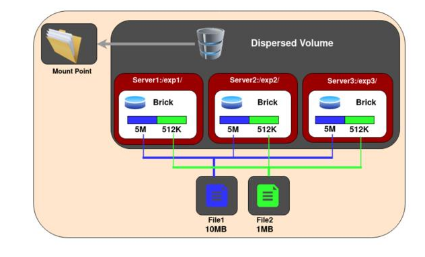 Dispersed Volume
Mount Point
Server1:/exp1/
Server2:/exp2/
Server3:/exp3/
Brick
Brick
Brick
5M 512K
5M 512K
5M 512K
File1
10MB
File2
1MB